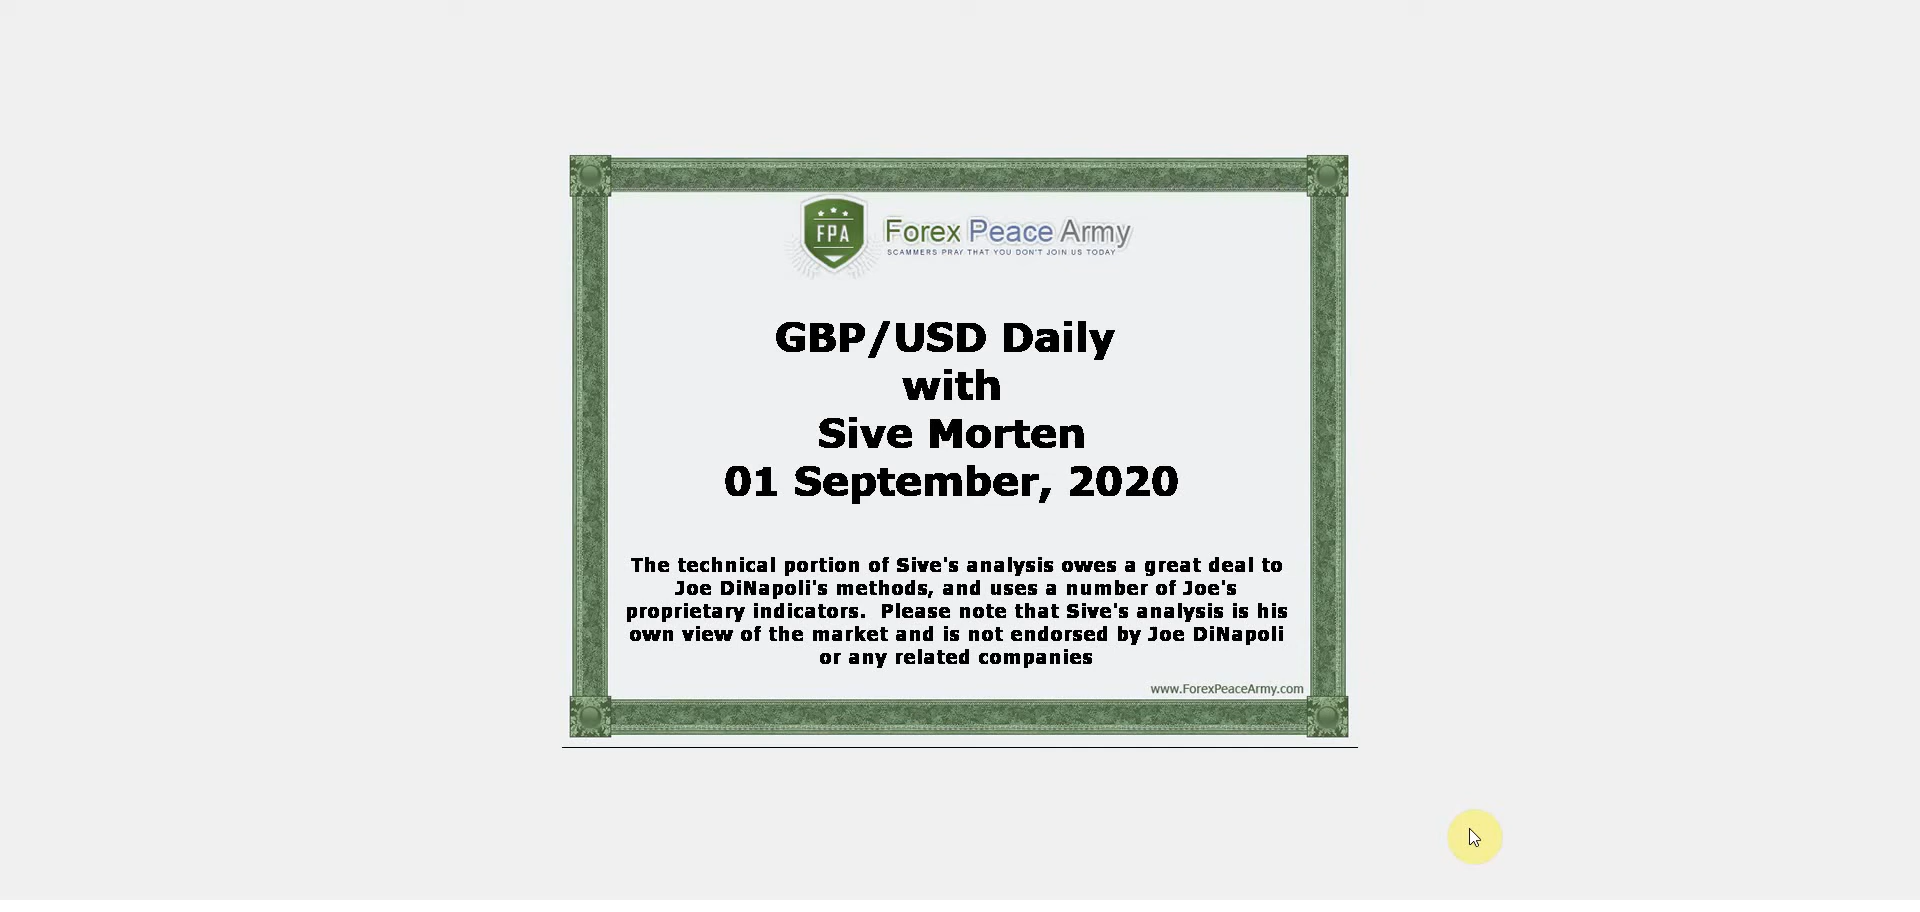 FPA
Forex Peace Army
SCAMMERS PRAY THAT YOU DON'T JOIN US TODAY
GBP/USD Daily
with
Sive Morten
01 September, 2020
The technical portion of Sive's analysis owes a great deal to
Joe DiNapoli's methods, and uses a number of Joe's
proprietary indicators.  Please note that Sive's analysis is his
own view of the market and is not endorsed by Joe DiNapoli
or any related companies
www.ForexPeaceArmy.com